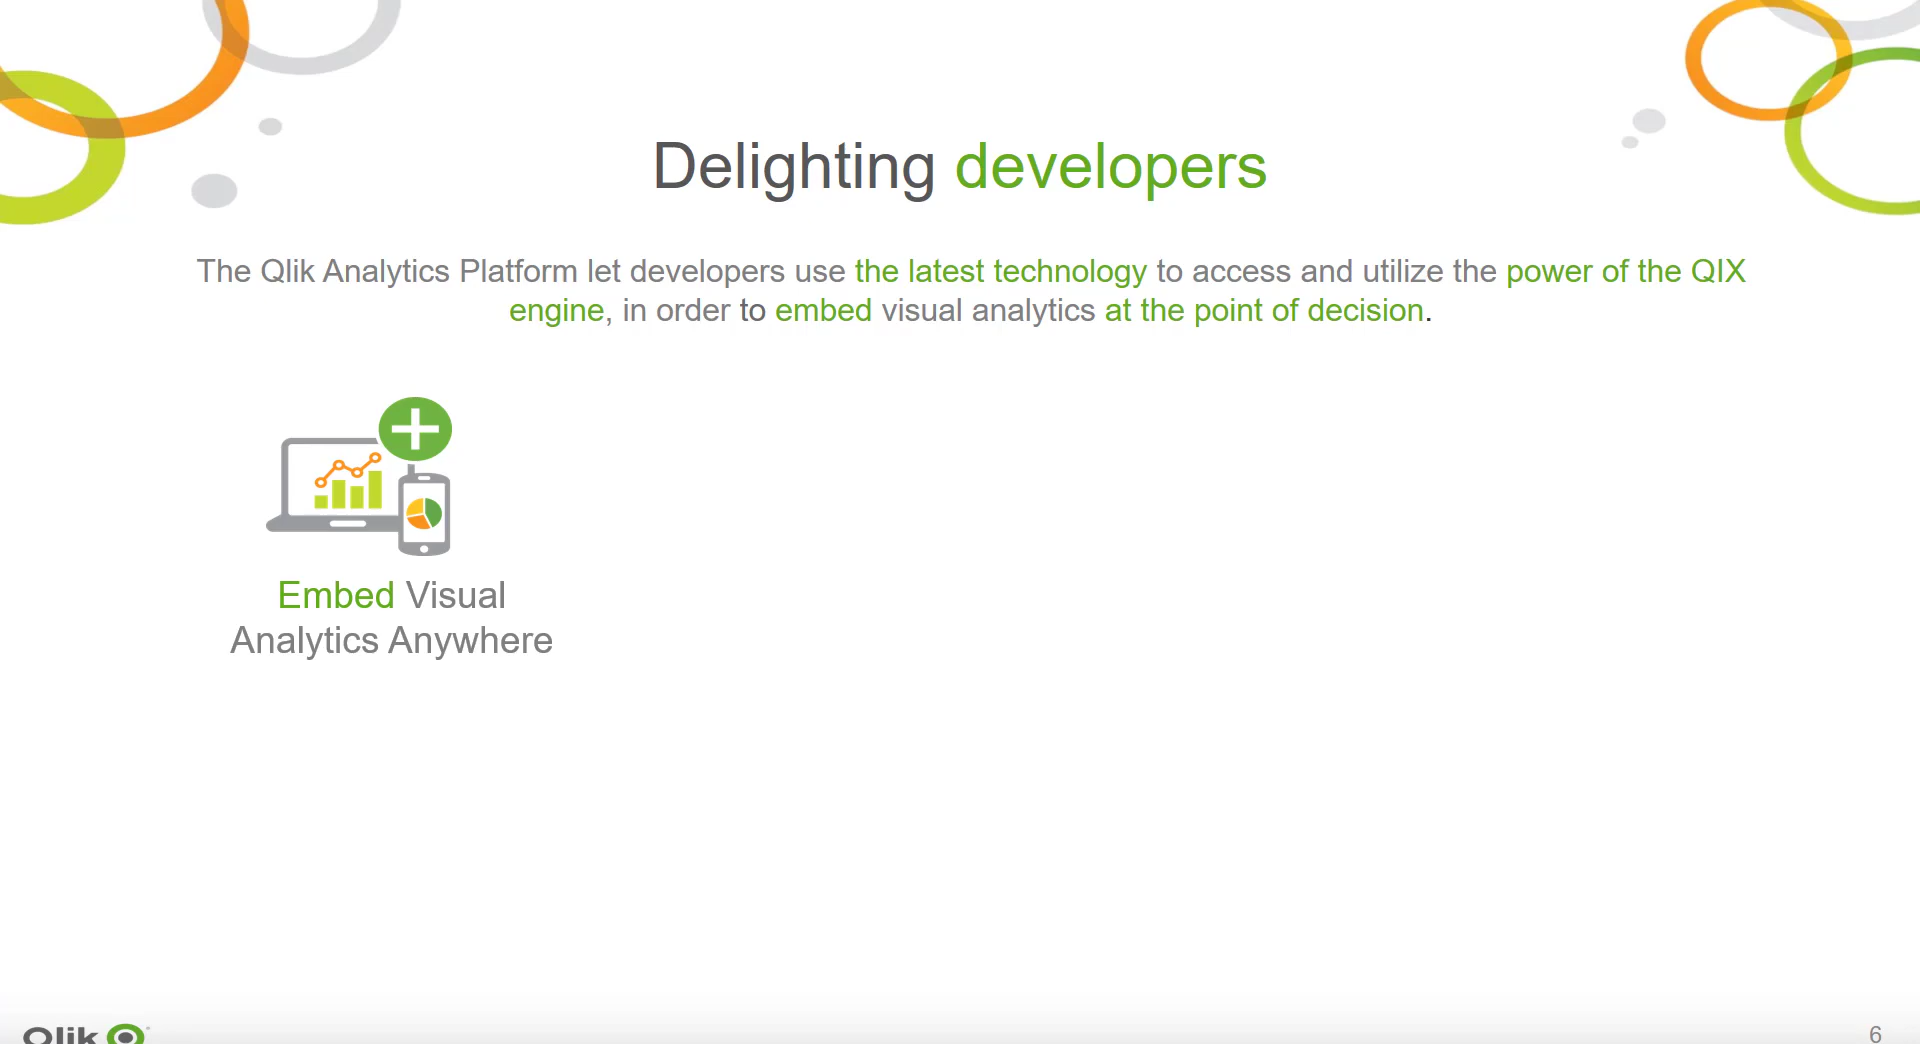 Delighting developers
The Qlik Analytics Platform let developers use the latest technology to access and utilize the power of the QIX
engine, in order to embed visual analytics at the point of decision.
Embed Visual
Analytics Anywhere
Qlik
6